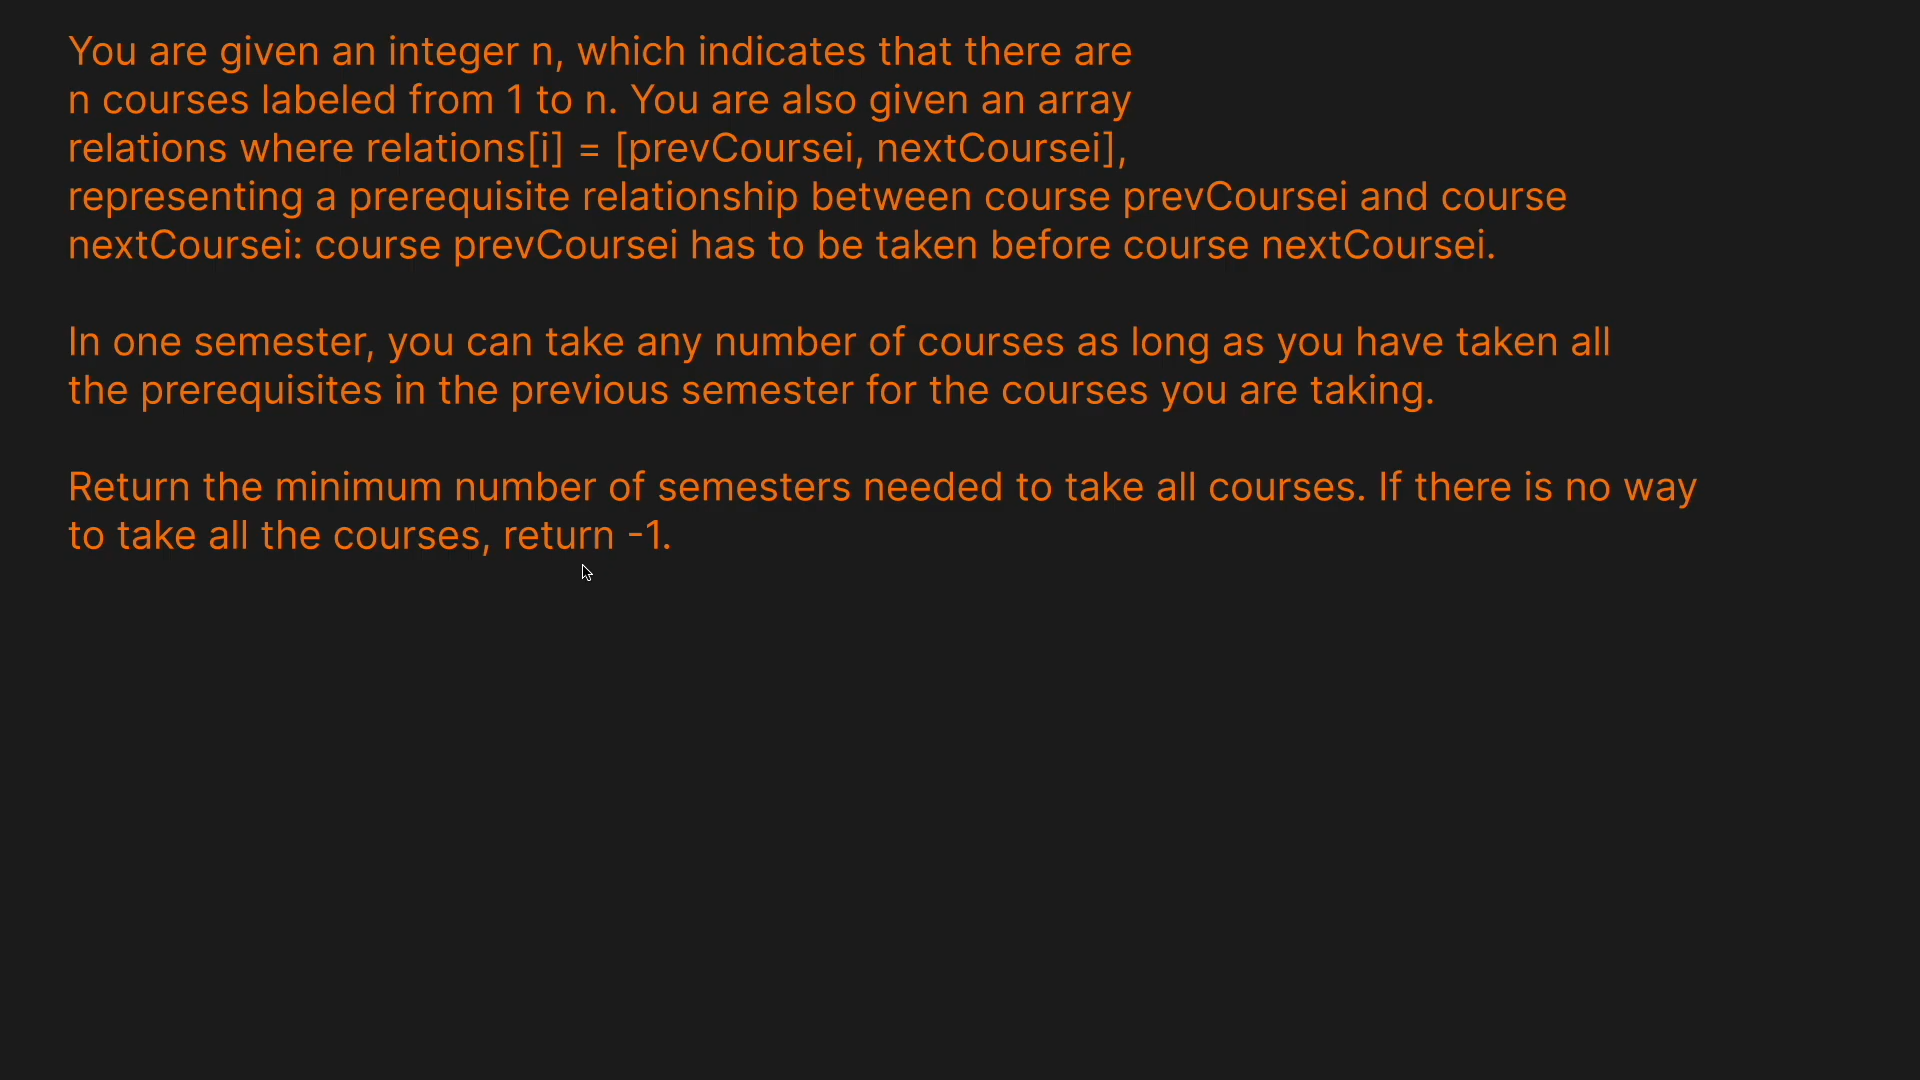 You are given an integer n, which indicates that there are
n courses labeled from 1 to n. You are also given an array
relations where relations[i] = [prevCoursei, nextCoursei],
representing a prerequisite relationship between course prevCoursei and course
nextCoursei: course prevCoursei has to be taken before course nextCoursei.
In one semester, you can take any number of courses as long as you have taken all
the prerequisites in the previous semester for the courses you are taking.
Return the minimum number of semesters needed to take all courses. If there is no way
to take all the courses, return -1.